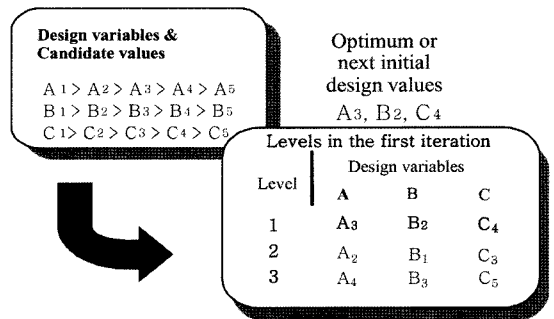 Design variables &
Candidate values
A1 > A2 > A3 > A4 > A5
B1 > B2 > B3 > B4 > B5
C1 > C2 > C3 > C4 > C5
Optimum or
next initial
design values
A3, B2, C4
Levels in the first iteration
Level Design variables
A B C
1 A3 B2 C4
2 A2 B1 C3
3 A4 B3 C5